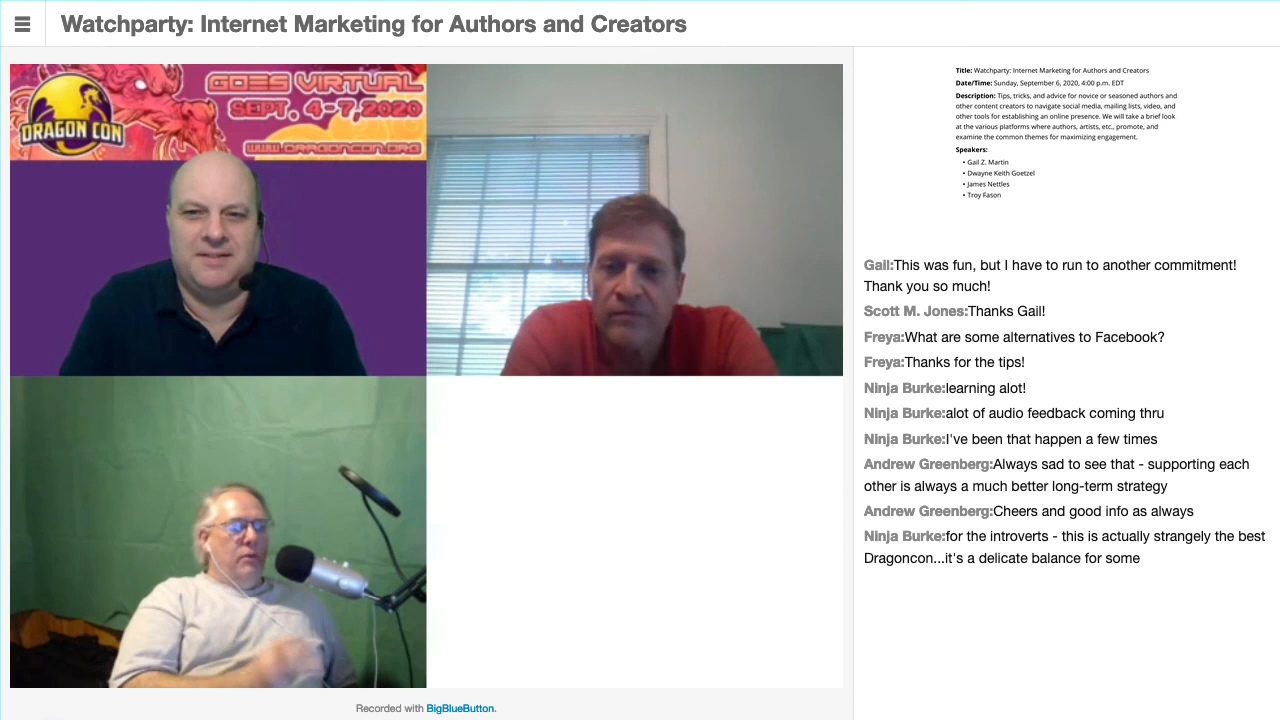 Watchparty: Internet Marketing for Authors and Creators
GOES VIRTUAL
SEPT. 4-7, 2020
DRAGON CON
WWW.DRAGONCON.ORG
Title: Watchparty: Internet Marketing for Authors and Creators
Date/Time: Sunday, September 6, 2020, 4:00 p.m. EDT
Description: Tips, tricks, and advice for novice or seasoned authors and
other content creators to navigate social media, mailing lists, video, and
other tools for establishing an online presence. We will take a brief look
at the various platforms where authors, artists, etc., promote, and
examine the common themes for maximizing engagement.
Speakers:
• Gail Z. Martin
• Dwayne Keith Goetzel
• James Nettles
• Troy Fason
Gail:This was fun, but I have to run to another commitment!
Thank you so much!
Scott M. Jones:Thanks Gail!
Freya:What are some alternatives to Facebook?
Freya:Thanks for the tips!
Ninja Burke:learning alot!
Ninja Burke:alot of audio feedback coming thru
Ninja Burke:I've been that happen a few times
Andrew Greenberg:Always sad to see that - supporting each
other is always a much better long-term strategy
Andrew Greenberg:Cheers and good info as always
Ninja Burke:for the introverts - this is actually strangely the best
Dragoncon...it's a delicate balance for some
Recorded with BigBlueButton.